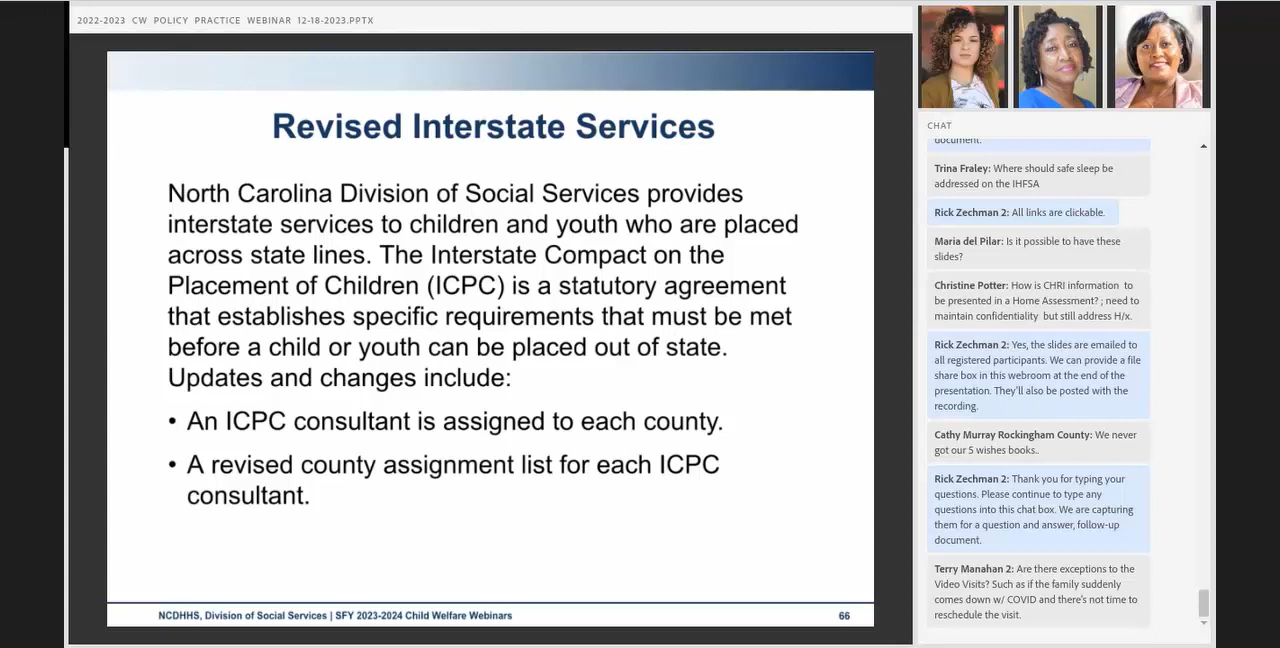 2022-2023 CW POLICY PRACTICE WEBINAR 12-18-2023.PPTX
Revised Interstate Services
North Carolina Division of Social Services provides
interstate services to children and youth who are placed
across state lines. The Interstate Compact on the
Placement of Children (ICPC) is a statutory agreement
that establishes specific requirements that must be met
before a child or youth can be placed out of state.
Updates and changes include:
• An ICPC consultant is assigned to each county.
• A revised county assignment list for each ICPC
consultant.
NCDHHS, Division of Social Services | SFY 2023-2024 Child Welfare Webinars
66
CHAT
document.
Trina Fraley: Where should safe sleep be
addressed on the IHFSA
Rick Zechman 2: All links are clickable.
Maria del Pilar: Is it possible to have these
slides?
Christine Potter: How is CHRI information to
be presented in a Home Assessment? ; need to
maintain confidentiality but still address H/x.
Rick Zechman 2: Yes, the slides are emailed to
all registered participants. We can provide a file
share box in this webroom at the end of the
presentation. They'll also be posted with the
recording.
Cathy Murray Rockingham County: We never
got our 5 wishes books..
Rick Zechman 2: Thank you for typing your
questions. Please continue to type any
questions into this chat box. We are capturing
them for a question and answer, follow-up
document.
Terry Manahan 2: Are there exceptions to the
Video Visits? Such as if the family suddenly
comes down w/ COVID and there's not time to
reschedule the visit.